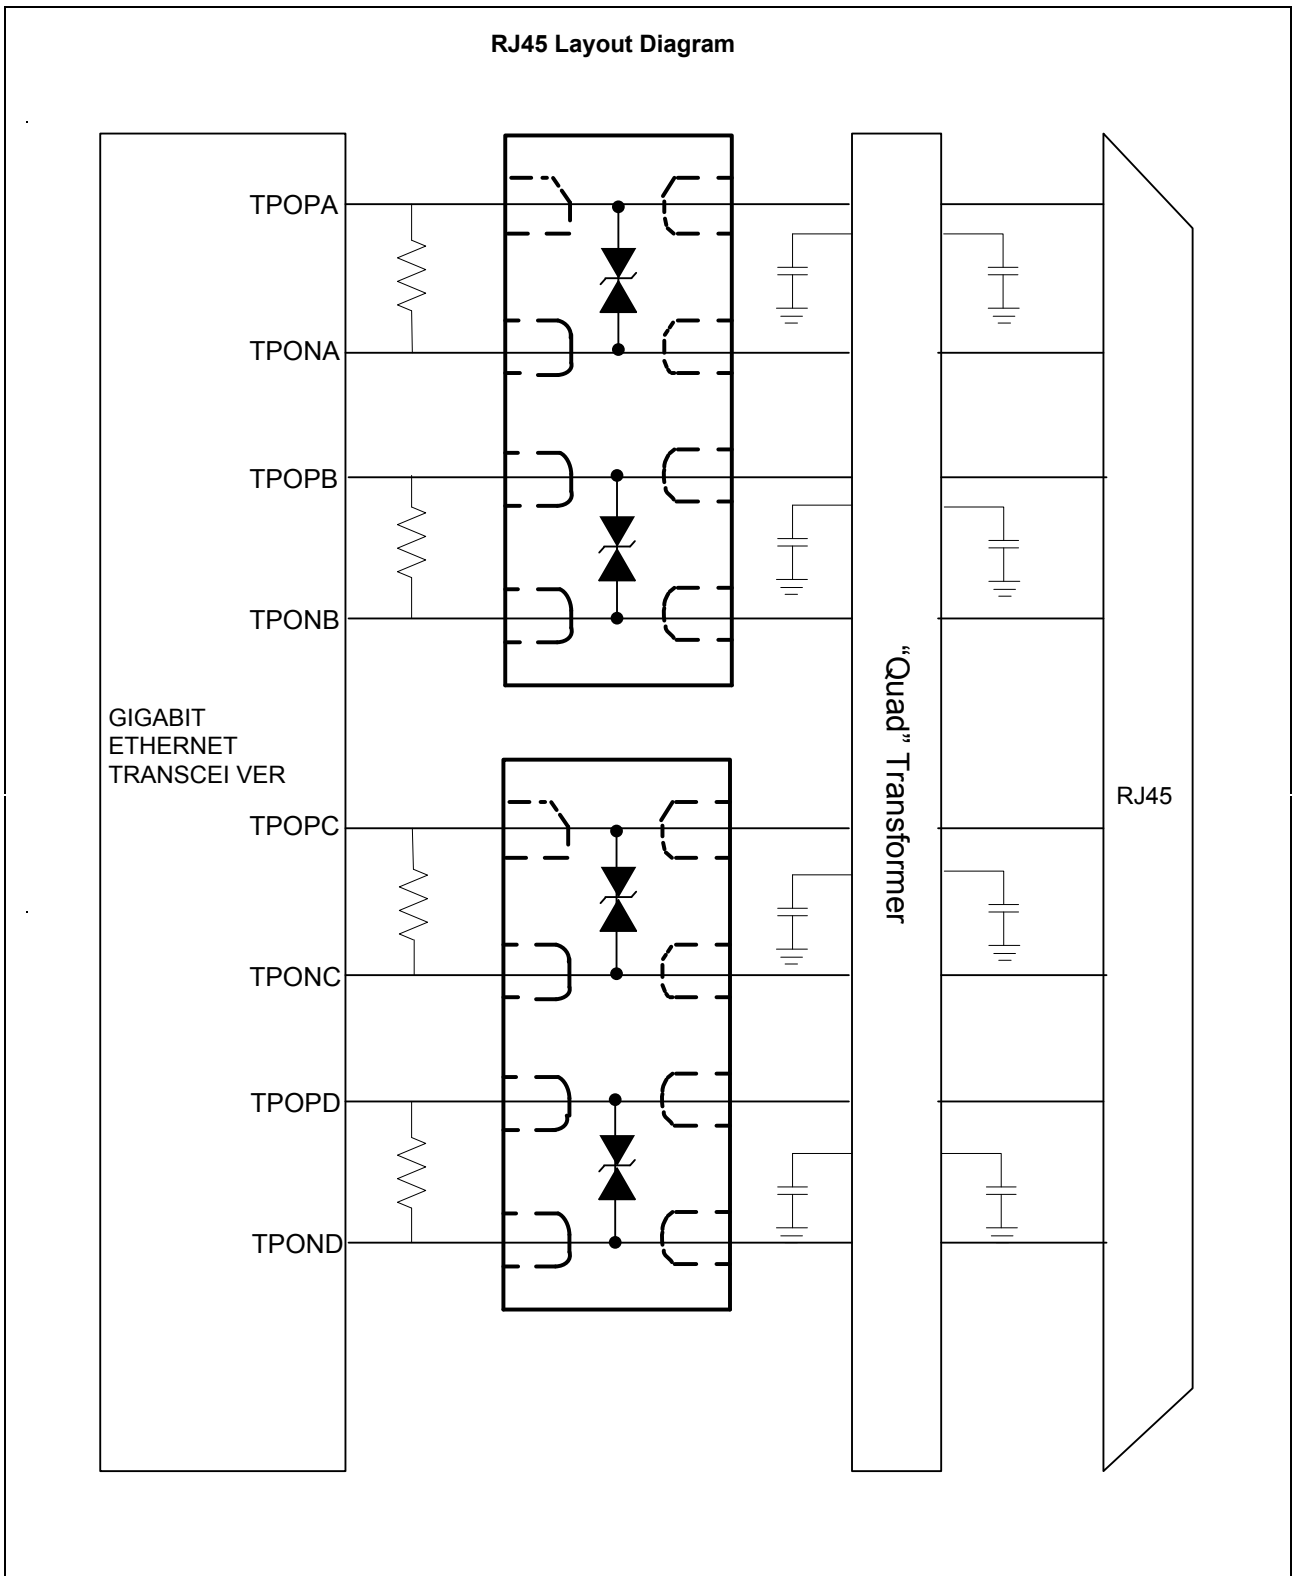 RJ45 Layout Diagram
TPOPA
TPONA
TPOPB
TPONB
GIGABIT
ETHERNET
TRANSCEI VER
"Quad" Transformer
RJ45
TPOPC
TPONC
TPOPD
TPOND